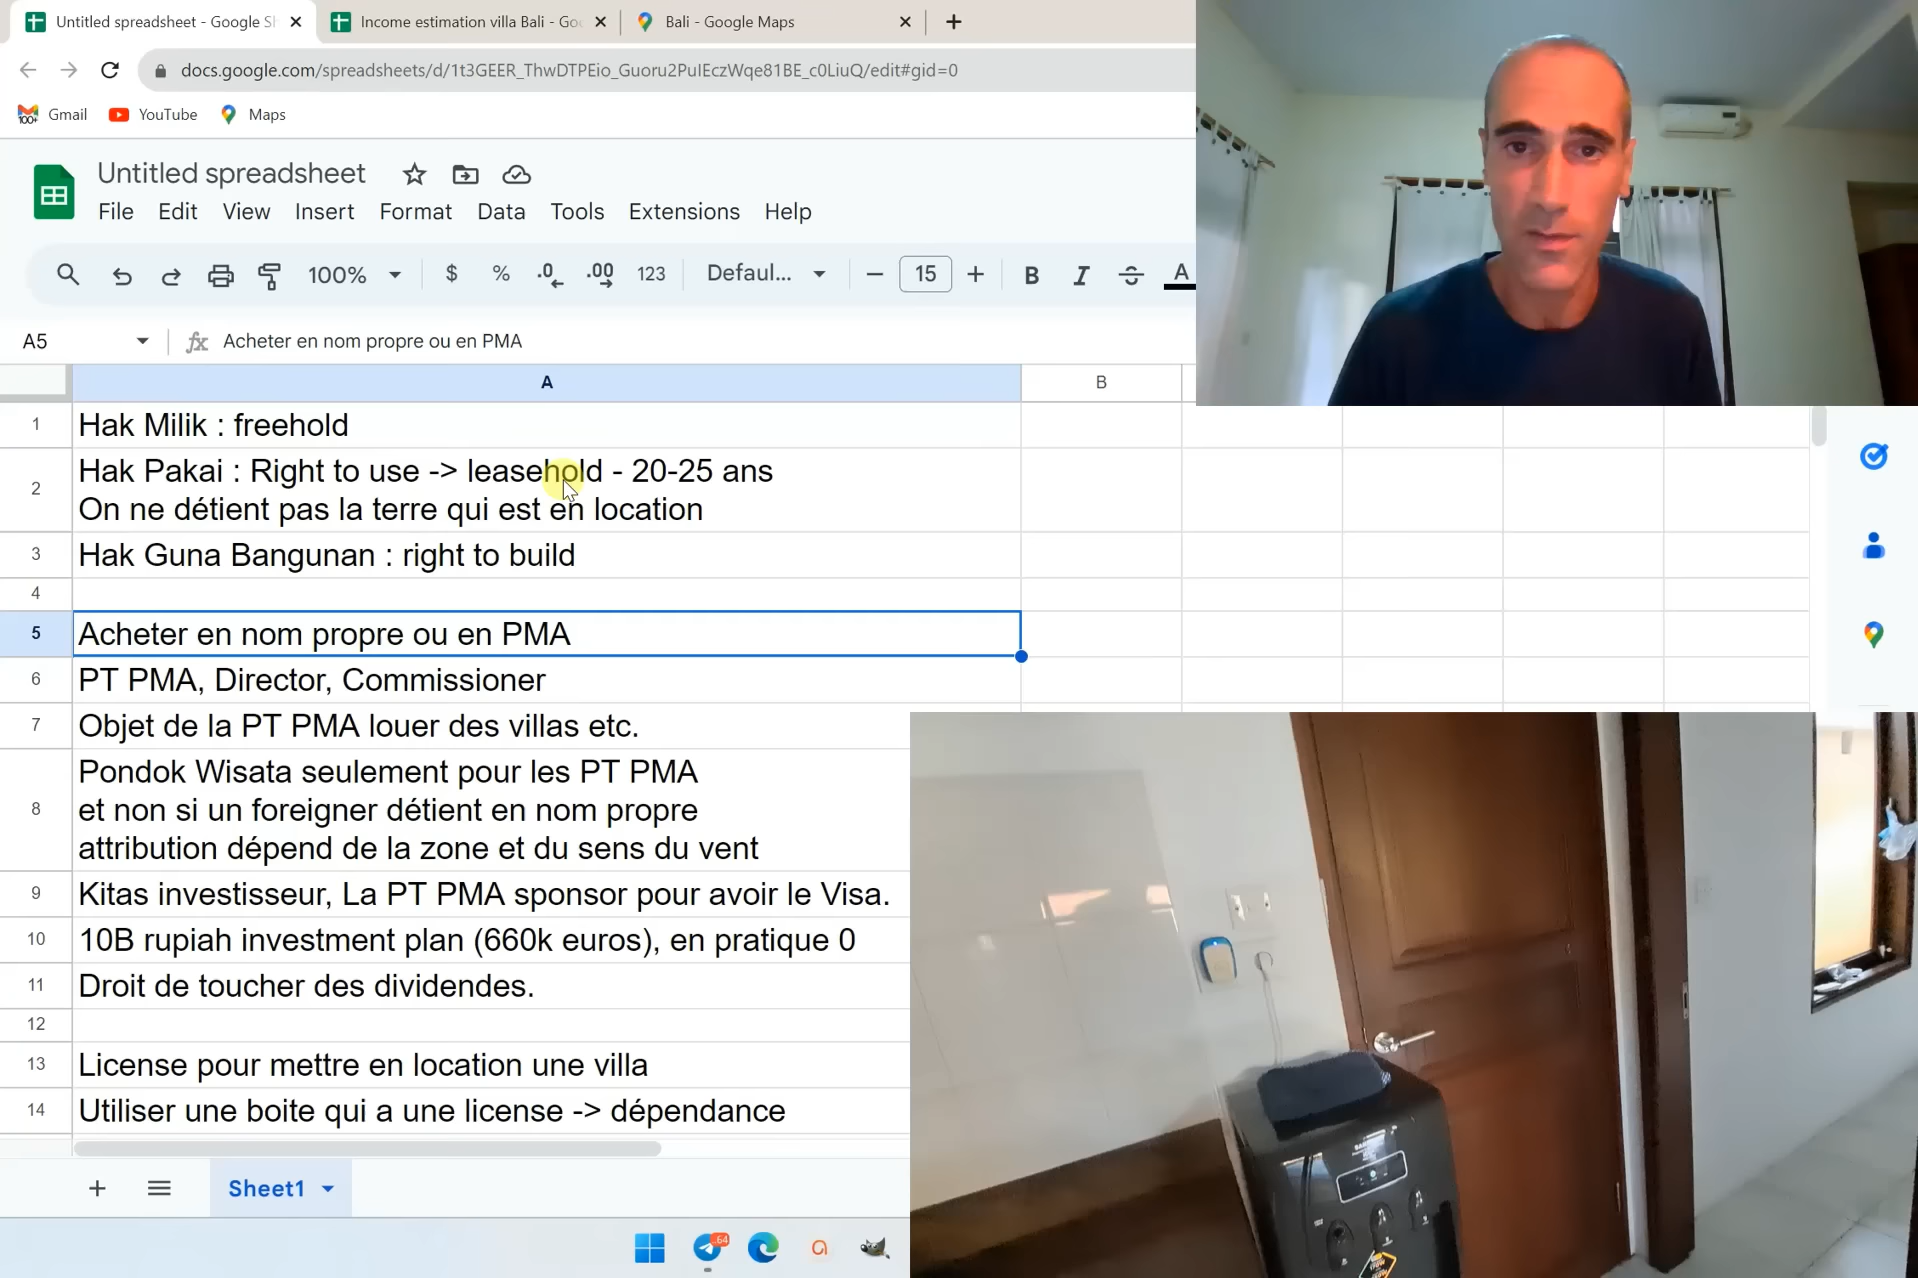 Untitled spreadsheet - Google Sh
Income estimation villa Bali - Goo
Bali - Google Maps
docs.google.com/spreadsheets/d/1t3GEER_ThwDTPEio_Guoru2PuIEczWqe81BE_c0LiuQ/edit#gid=0
Gmail
YouTube
Maps
Untitled spreadsheet
File Edit View Insert Format Data Tools Extensions Help
100% $ % .0 .00 123 Defaul... 15 B I S A
A5 fx Acheter en nom propre ou en PMA
A B
1 Hak Milik : freehold
2 Hak Pakai : Right to use -> leasehold - 20-25 ans
On ne détient pas la terre qui est en location
3 Hak Guna Bangunan : right to build
4
5 Acheter en nom propre ou en PMA
6 PT PMA, Director, Commissioner
7 Objet de la PT PMA louer des villas etc.
8 Pondok Wisata seulement pour les PT PMA
et non si un foreigner détient en nom propre
attribution dépend de la zone et du sens du vent
9 Kitas investisseur, La PT PMA sponsor pour avoir le Visa.
10 10B rupiah investment plan (660k euros), en pratique 0
11 Droit de toucher des dividendes.
12
13 License pour mettre en location une villa
14 Utiliser une boite qui a une license -> dépendance
Sheet1
.64